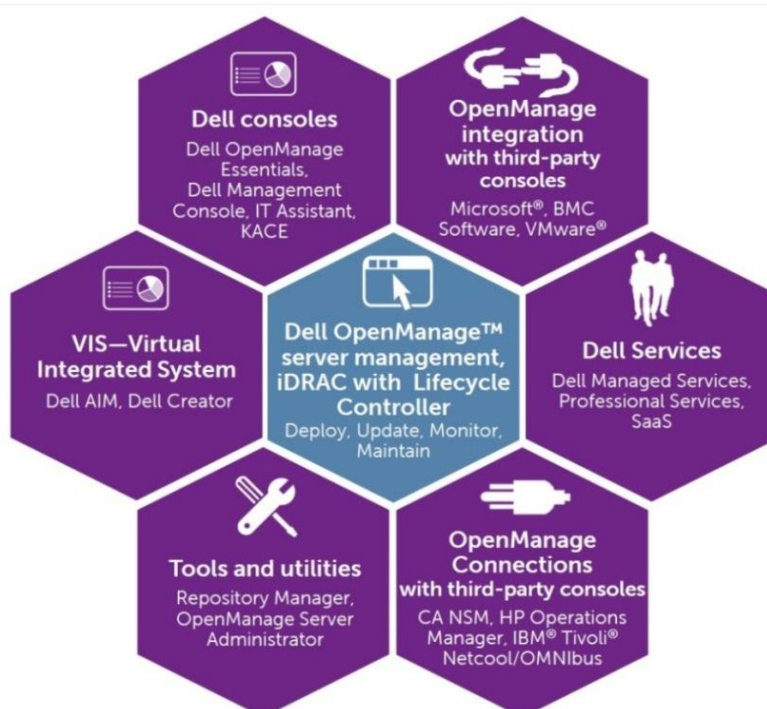 Dell consoles
Dell OpenManage
Essentials,
Dell Management
Console, IT Assistant,
KACE
OpenManage
integration
with third-party
consoles
Microsoft®, BMC
Software, VMware®
VIS—Virtual
Integrated System
Dell AIM, Dell Creator
Dell OpenManage™
server management,
iDRAC with Lifecycle
Controller
Deploy, Update, Monitor,
Maintain
Dell Services
Dell Managed Services,
Professional Services,
SaaS
Tools and utilities
Repository Manager,
OpenManage Server
Administrator
OpenManage
Connections
with third-party consoles
CA NSM, HP Operations
Manager, IBM® Tivoli®
Netcool/OMNIbus